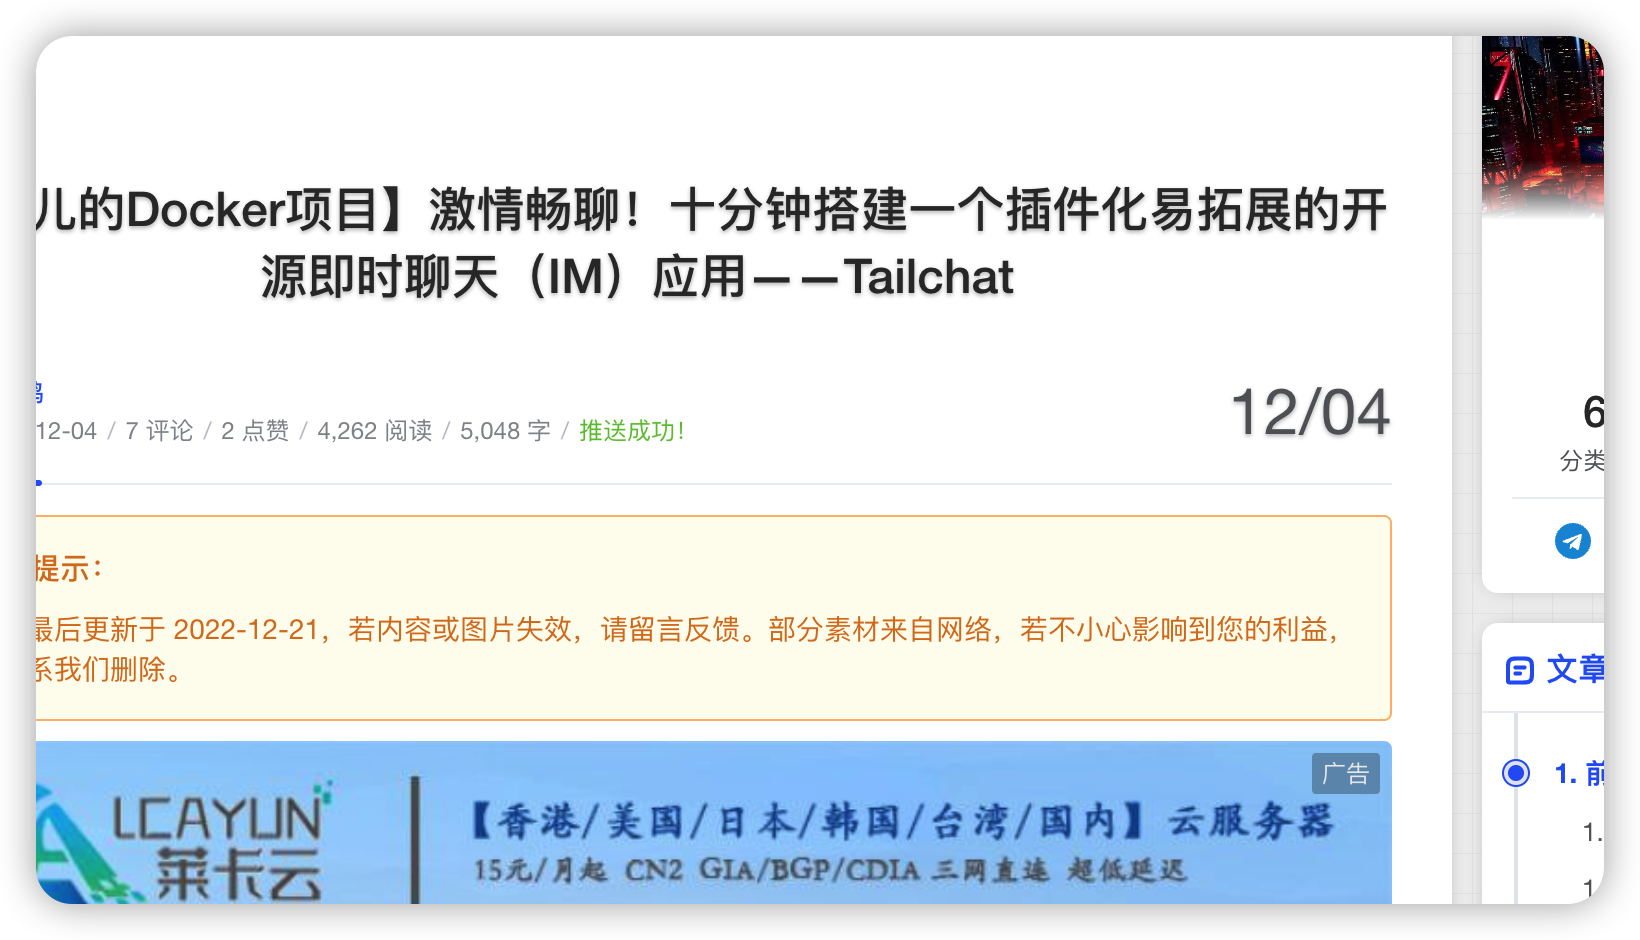 儿的Docker项目】激情畅聊！十分钟搭建一个插件化易拓展的开
源即时聊天（IM）应用——Tailchat
12-04 / 7 评论 / 2 点赞 / 4,262 阅读 / 5,048 字 / 推送成功！
12/04
提示：
最后更新于 2022-12-21，若内容或图片失效，请留言反馈。部分素材来自网络，若不小心影响到您的利益，
系我们删除。
广告
LCAYUN
莱卡云
【香港/美国/日本/韩国/台湾/国内】云服务器
15元/月起 CN2 GIA/BGP/CDIA 三网直连 超低延迟
7
6
分类
文章
1. 前
1.
1